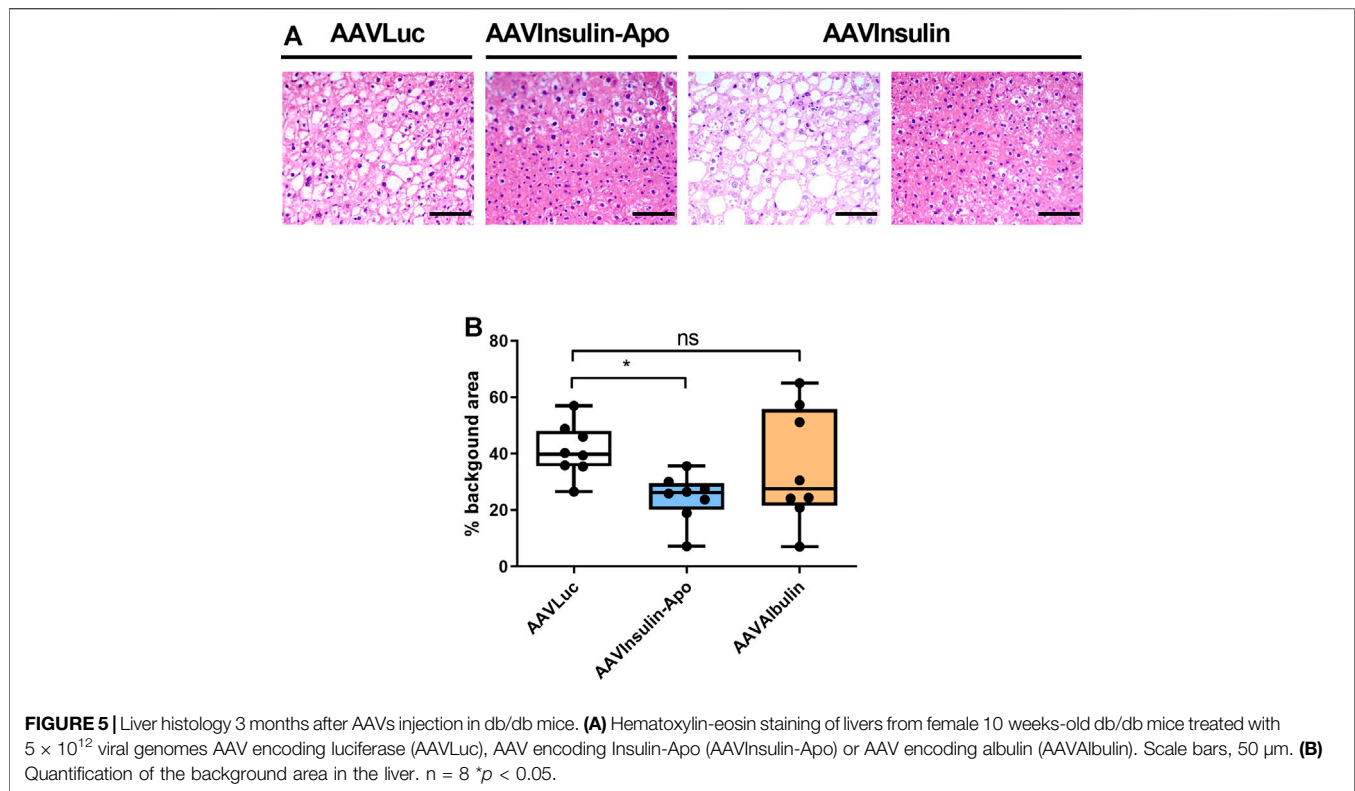 A AAVLuc AAVInsulin-Apo AAVInsulin
B
80
60
40
20
0
% backgound area
ns
*
AAVLuc
AAVInsulin-Apo
AAVAlbulin
FIGURE 5 | Liver histology 3 months after AAVs injection in db/db mice. (A) Hematoxylin-eosin staining of livers from female 10 weeks-old db/db mice treated with
5 × 10¹² viral genomes AAV encoding luciferase (AAVLuc), AAV encoding Insulin-Apo (AAVInsulin-Apo) or AAV encoding albulin (AAVAlbulin). Scale bars, 50 μm. (B)
Quantification of the background area in the liver. n = 8 *p < 0.05.